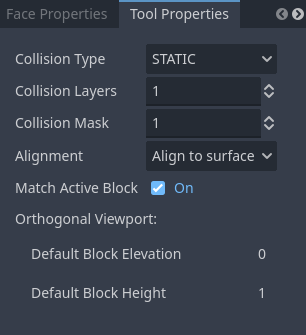 Face Properties Tool Properties
Collision Type STATIC
Collision Layers 1
Collision Mask 1
Alignment Align to surface
Match Active Block On
Orthogonal Viewport:
Default Block Elevation 0
Default Block Height 1